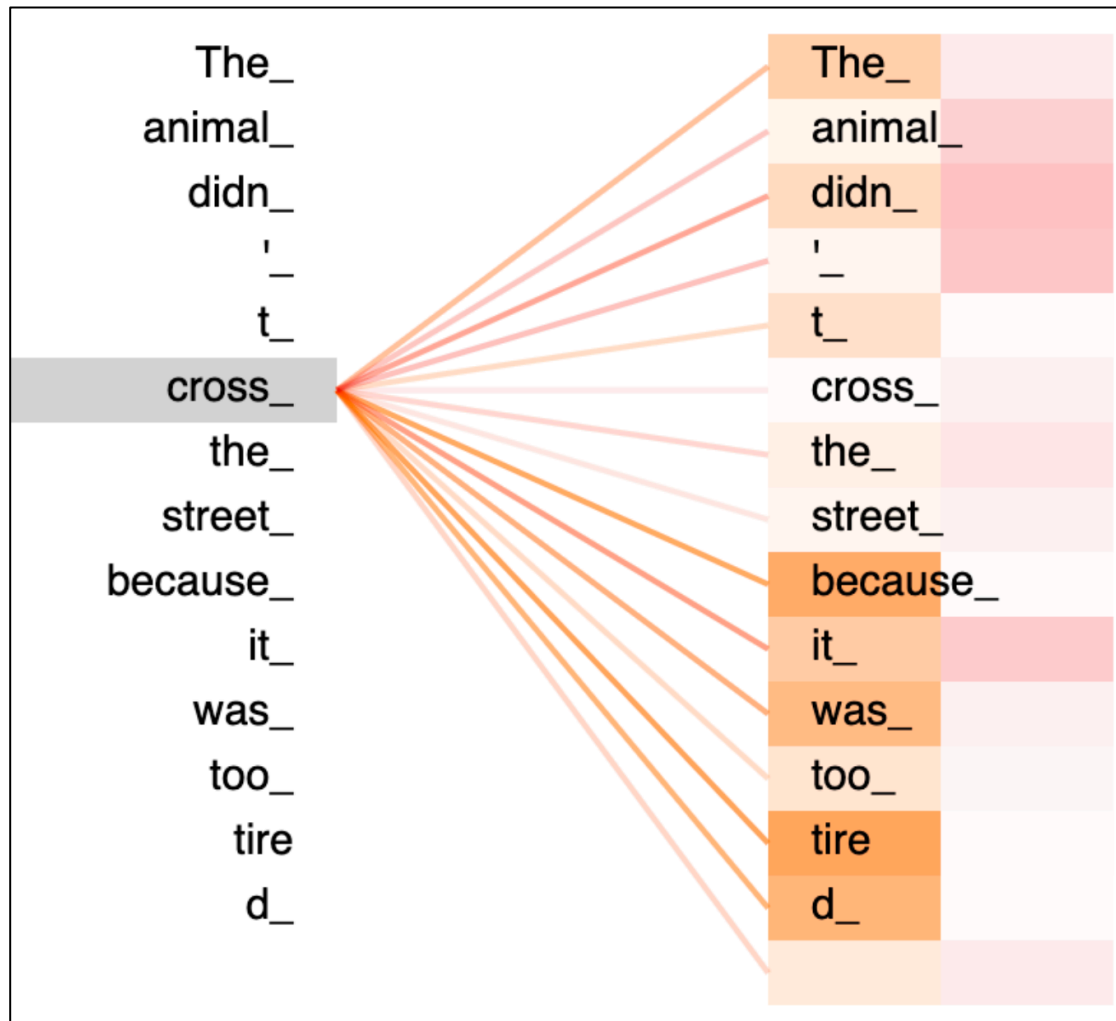 The_ The_
animal_ animal_
didn_ didn_
'_ '_
t_ t_
cross_ cross_
the_ the_
street_ street_
because_ because_
it_ it_
was_ was_
too_ too_
tire tire
d_ d_